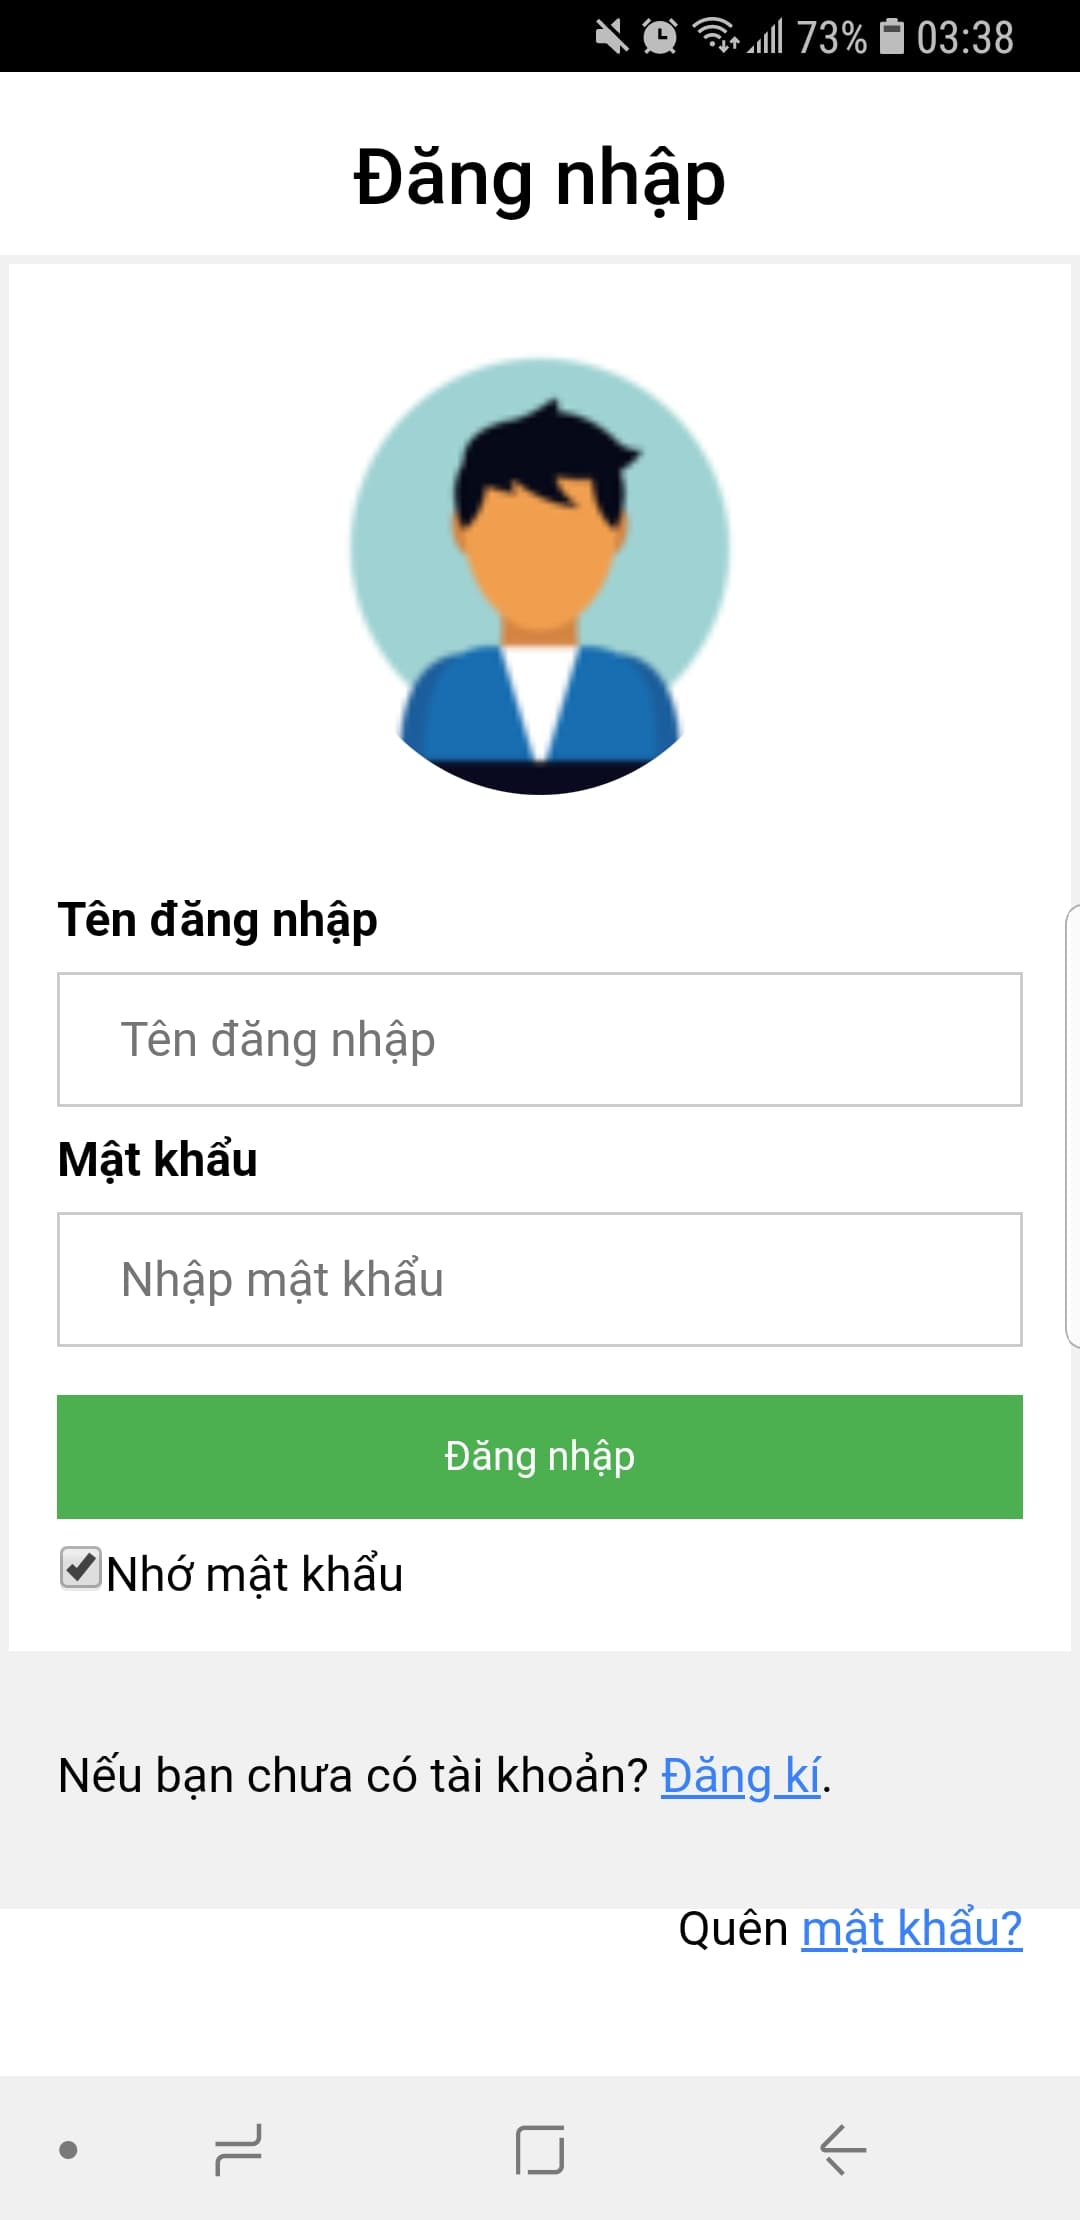 73% 03:38
Đăng nhập
Tên đăng nhập
Tên đăng nhập
Mật khẩu
Nhập mật khẩu
Đăng nhập
Nhớ mật khẩu
Nếu bạn chưa có tài khoản? Đăng kí.
Quên mật khẩu?